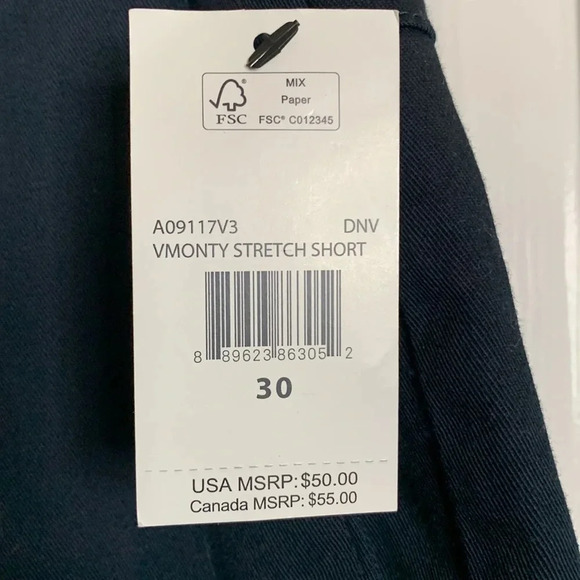 FSC®
MIX
Paper
FSC® C012345
A09117V3 DNV
VMONTY STRETCH SHORT
8 89623 86305 2
30
USA MSRP: $50.00
Canada MSRP: $55.00